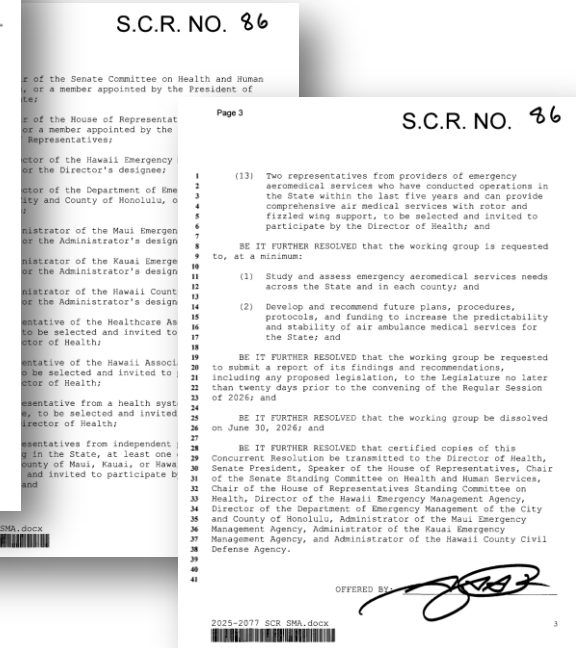 S.C.R. NO. 86
r of the Senate Committee on Health and Human
, or a member appointed by the President of
te;
r of the House of Representat
or a member appointed by the
Representatives;
ctor of the Hawaii Emergency
or the Director's designee;
ctor of the Department of Eme
ity and County of Honolulu, o
;
nistrator of the Maui Emergen
or the Administrator's design
nistrator of the Kauai Emerge
or the Administrator's design
nistrator of the Hawaii Count
or the Administrator's design
entative of the Healthcare As
to be selected and invited to
ctor of Health;
entative of the Hawaii Associ
o be selected and invited to
ctor of Health;
esentative from a health syst
e, to be selected and invited
irector of Health;
esentatives from independent
g in the State, at least one
ounty of Maui, Kauai, or Hawa
and invited to participate b
and
SMA.docx
Page 3
S.C.R. NO. 86
1 (13) Two representatives from providers of emergency
2 aeromedical services who have conducted operations in
3 the State within the last five years and can provide
4 comprehensive air medical services with rotor and
5 fizzled wing support, to be selected and invited to
6 participate by the Director of Health; and
7
8 BE IT FURTHER RESOLVED that the working group is requested
9 to, at a minimum:
10
11 (1) Study and assess emergency aeromedical services needs
12 across the State and in each county; and
13
14 (2) Develop and recommend future plans, procedures,
15 protocols, and funding to increase the predictability
16 and stability of air ambulance medical services for
17 the State; and
18
19 BE IT FURTHER RESOLVED that the working group be requested
20 to submit a report of its findings and recommendations,
21 including any proposed legislation, to the Legislature no later
22 than twenty days prior to the convening of the Regular Session
23 of 2026; and
24
25 BE IT FURTHER RESOLVED that the working group be dissolved
26 on June 30, 2026; and
27
28 BE IT FURTHER RESOLVED that certified copies of this
29 Concurrent Resolution be transmitted to the Director of Health,
30 Senate President, Speaker of the House of Representatives, Chair
31 of the Senate Standing Committee on Health and Human Services,
32 Chair of the House of Representatives Standing Committee on
33 Health, Director of the Hawaii Emergency Management Agency,
34 Director of the Department of Emergency Management of the City
35 and County of Honolulu, Administrator of the Maui Emergency
36 Management Agency, Administrator of the Kauai Emergency
37 Management Agency, and Administrator of the Hawaii County Civil
38 Defense Agency.
39
40
41
OFFERED BY:
2025-2077 SCR SMA.docx
3